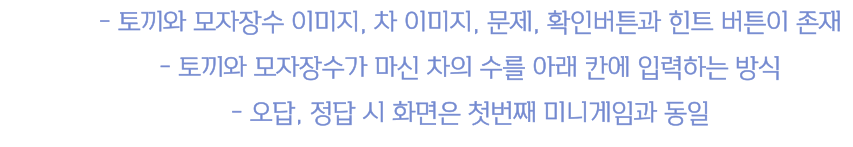 - 토끼와 모자장수 이미지, 차 이미지, 문제, 확인버튼과 힌트 버튼이 존재
- 토끼와 모자장수가 마신 차의 수를 아래 칸에 입력하는 방식
- 오답, 정답 시 화면은 첫번째 미니게임과 동일